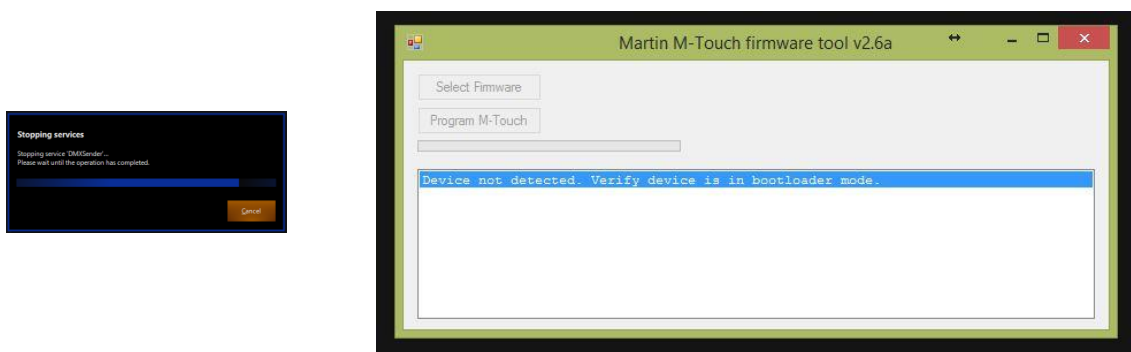 Stopping services
Stopping service 'DMXSender'...
Please wait until the operation has completed.
Cancel
Martin M-Touch firmware tool v2.6a
Select Firmware
Program M-Touch
Device not detected. Verify device is in bootloader mode.